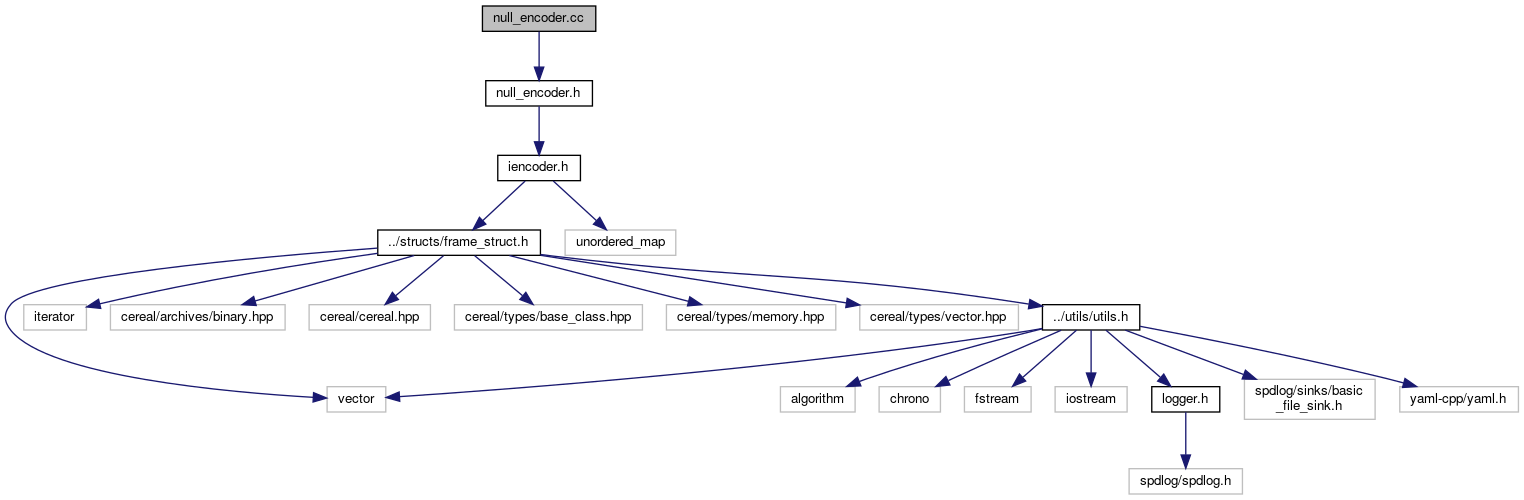 null_encoder.cc
null_encoder.h
iencoder.h
../structs/frame_struct.h
unordered_map
iterator
cereal/archives/binary.hpp
cereal/cereal.hpp
cereal/types/base_class.hpp
cereal/types/memory.hpp
cereal/types/vector.hpp
../utils/utils.h
vector
algorithm
chrono
fstream
iostream
logger.h
spdlog/sinks/basic
_file_sink.h
yaml-cpp/yaml.h
spdlog/spdlog.h